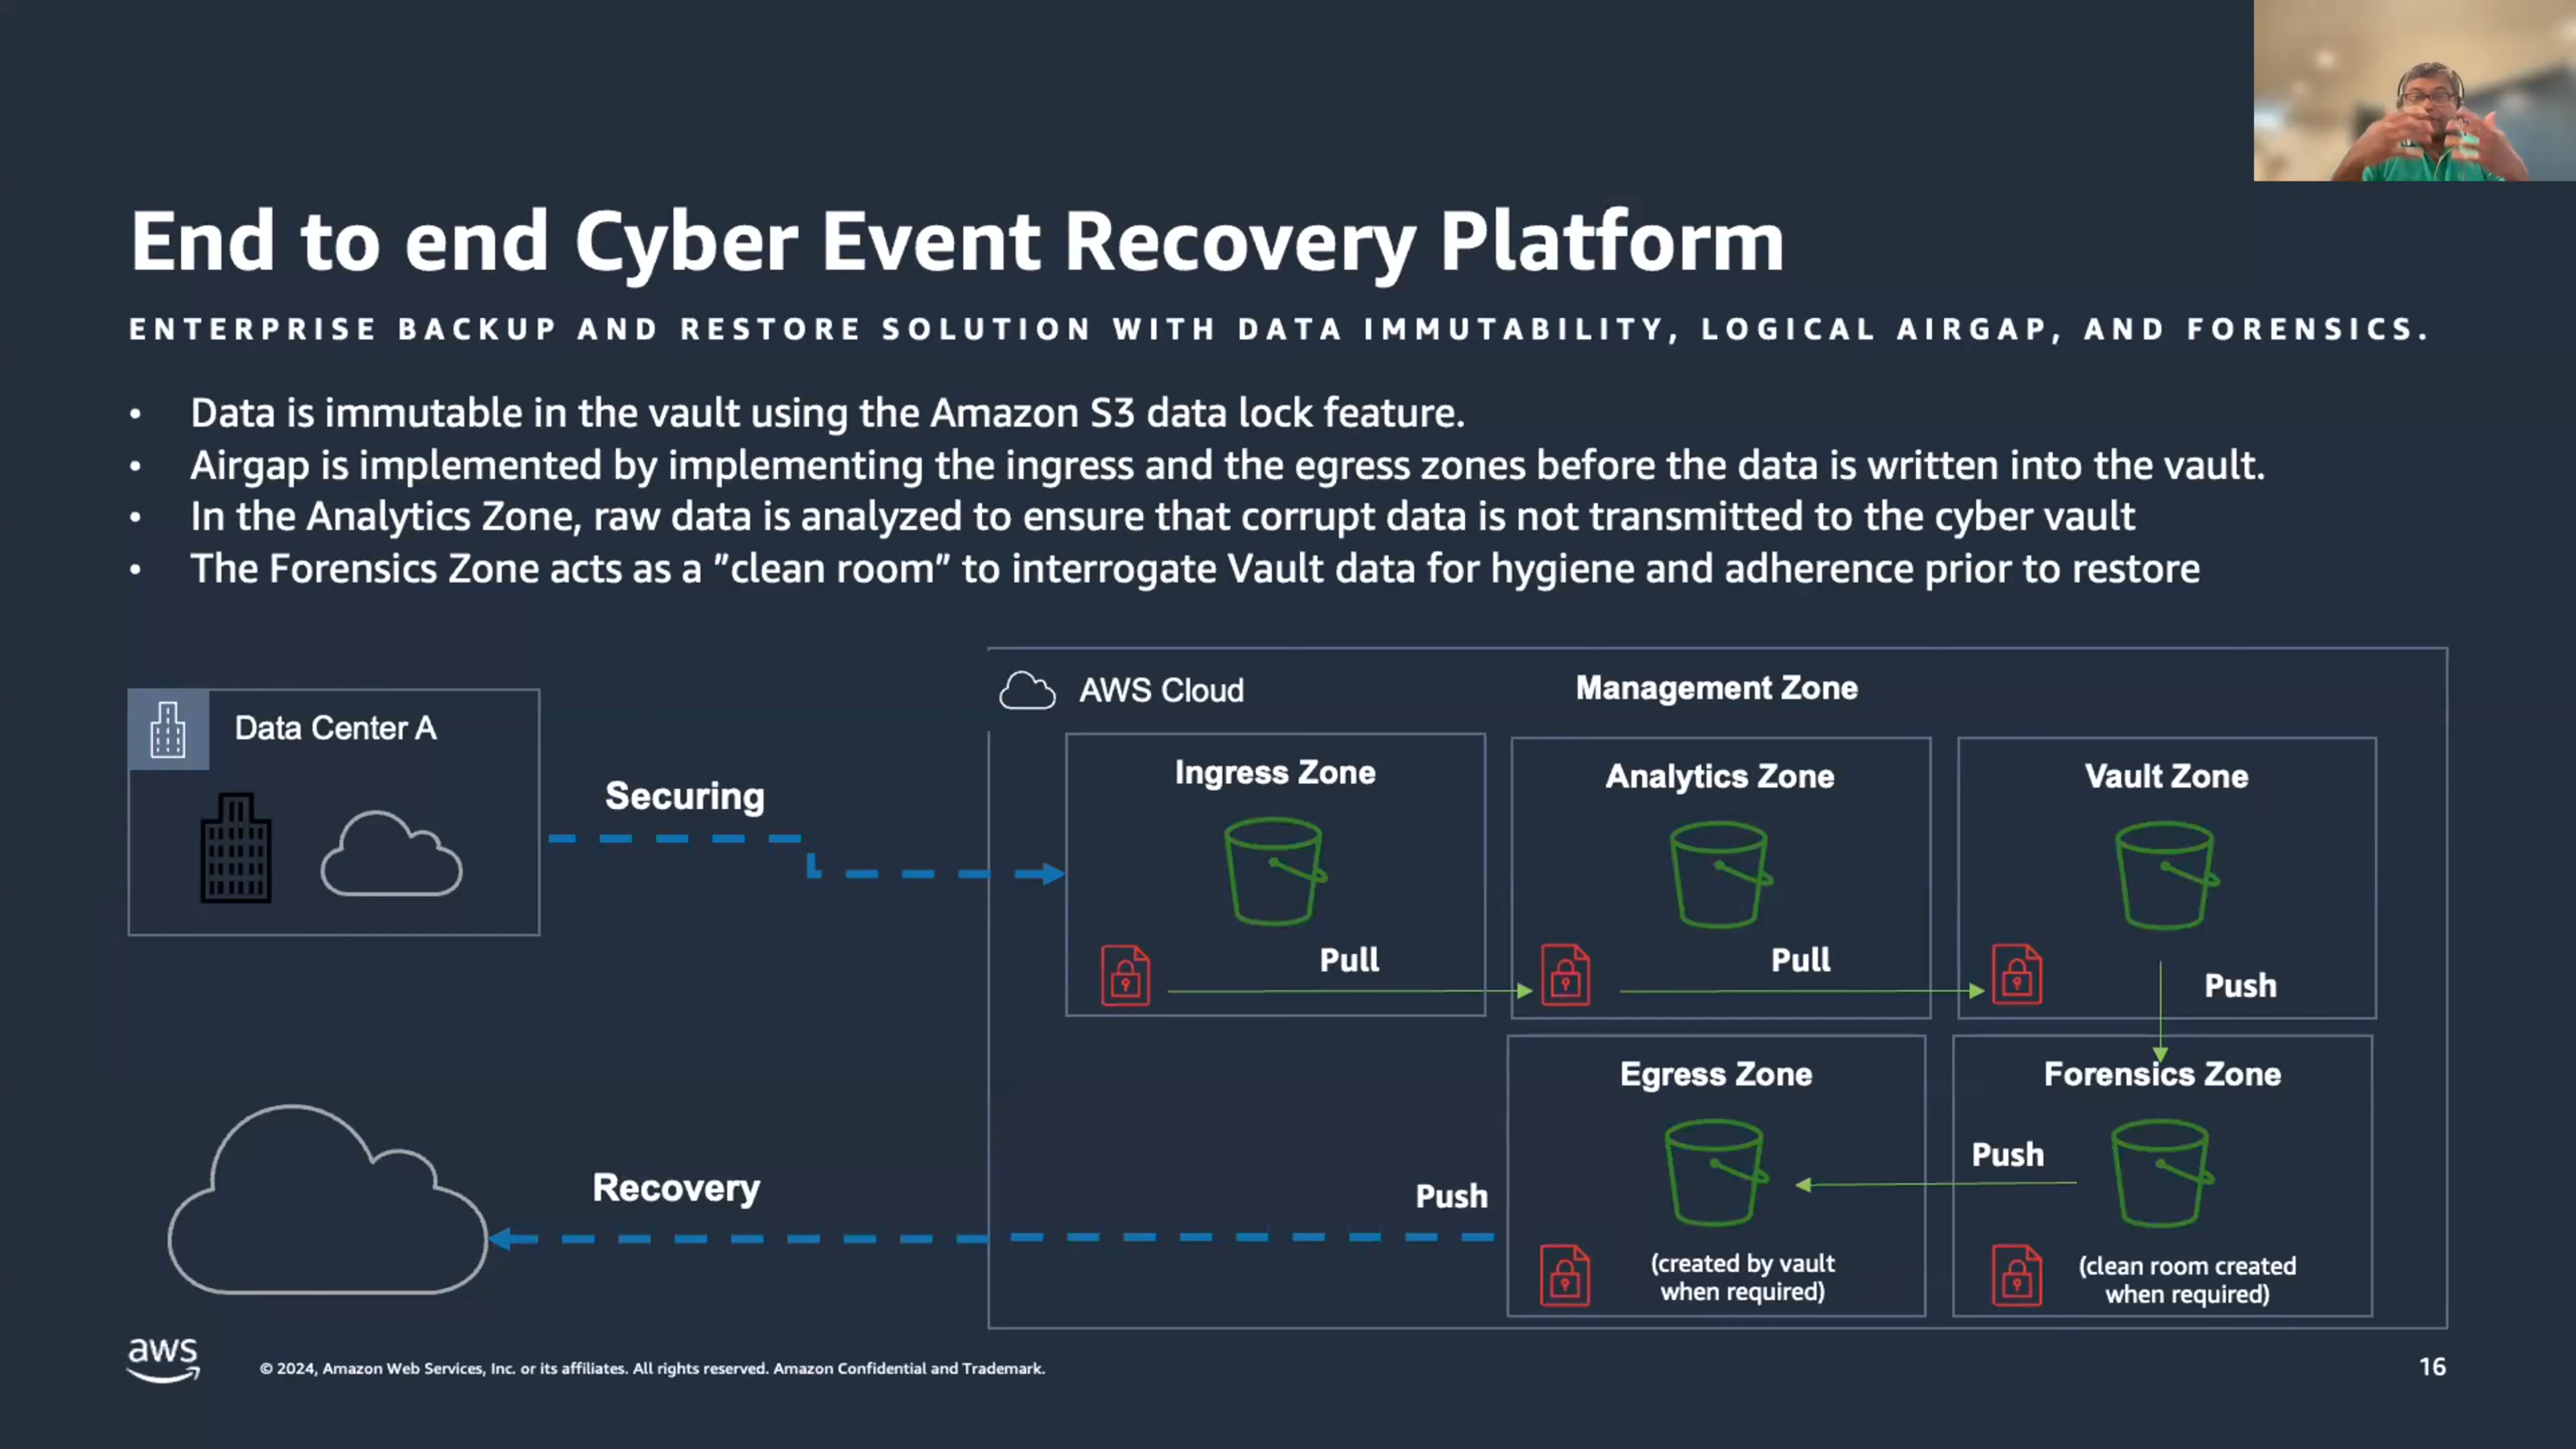 End to end Cyber Event Recovery Platform
ENTERPRISE BACKUP AND RESTORE SOLUTION WITH DATA IMMUTABILITY, LOGICAL AIRGAP, AND FORENSICS.
• Data is immutable in the vault using the Amazon S3 data lock feature.
• Airgap is implemented by implementing the ingress and the egress zones before the data is written into the vault.
• In the Analytics Zone, raw data is analyzed to ensure that corrupt data is not transmitted to the cyber vault
• The Forensics Zone acts as a ”clean room” to interrogate Vault data for hygiene and adherence prior to restore
AWS Cloud
Management Zone
Data Center A
Securing
Ingress Zone
Pull
Analytics Zone
Pull
Vault Zone
Push
Forensics Zone
Push
(clean room created
when required)
Egress Zone
(created by vault
when required)
Push
Recovery
aws
© 2024, Amazon Web Services, Inc. or its affiliates. All rights reserved. Amazon Confidential and Trademark.
16